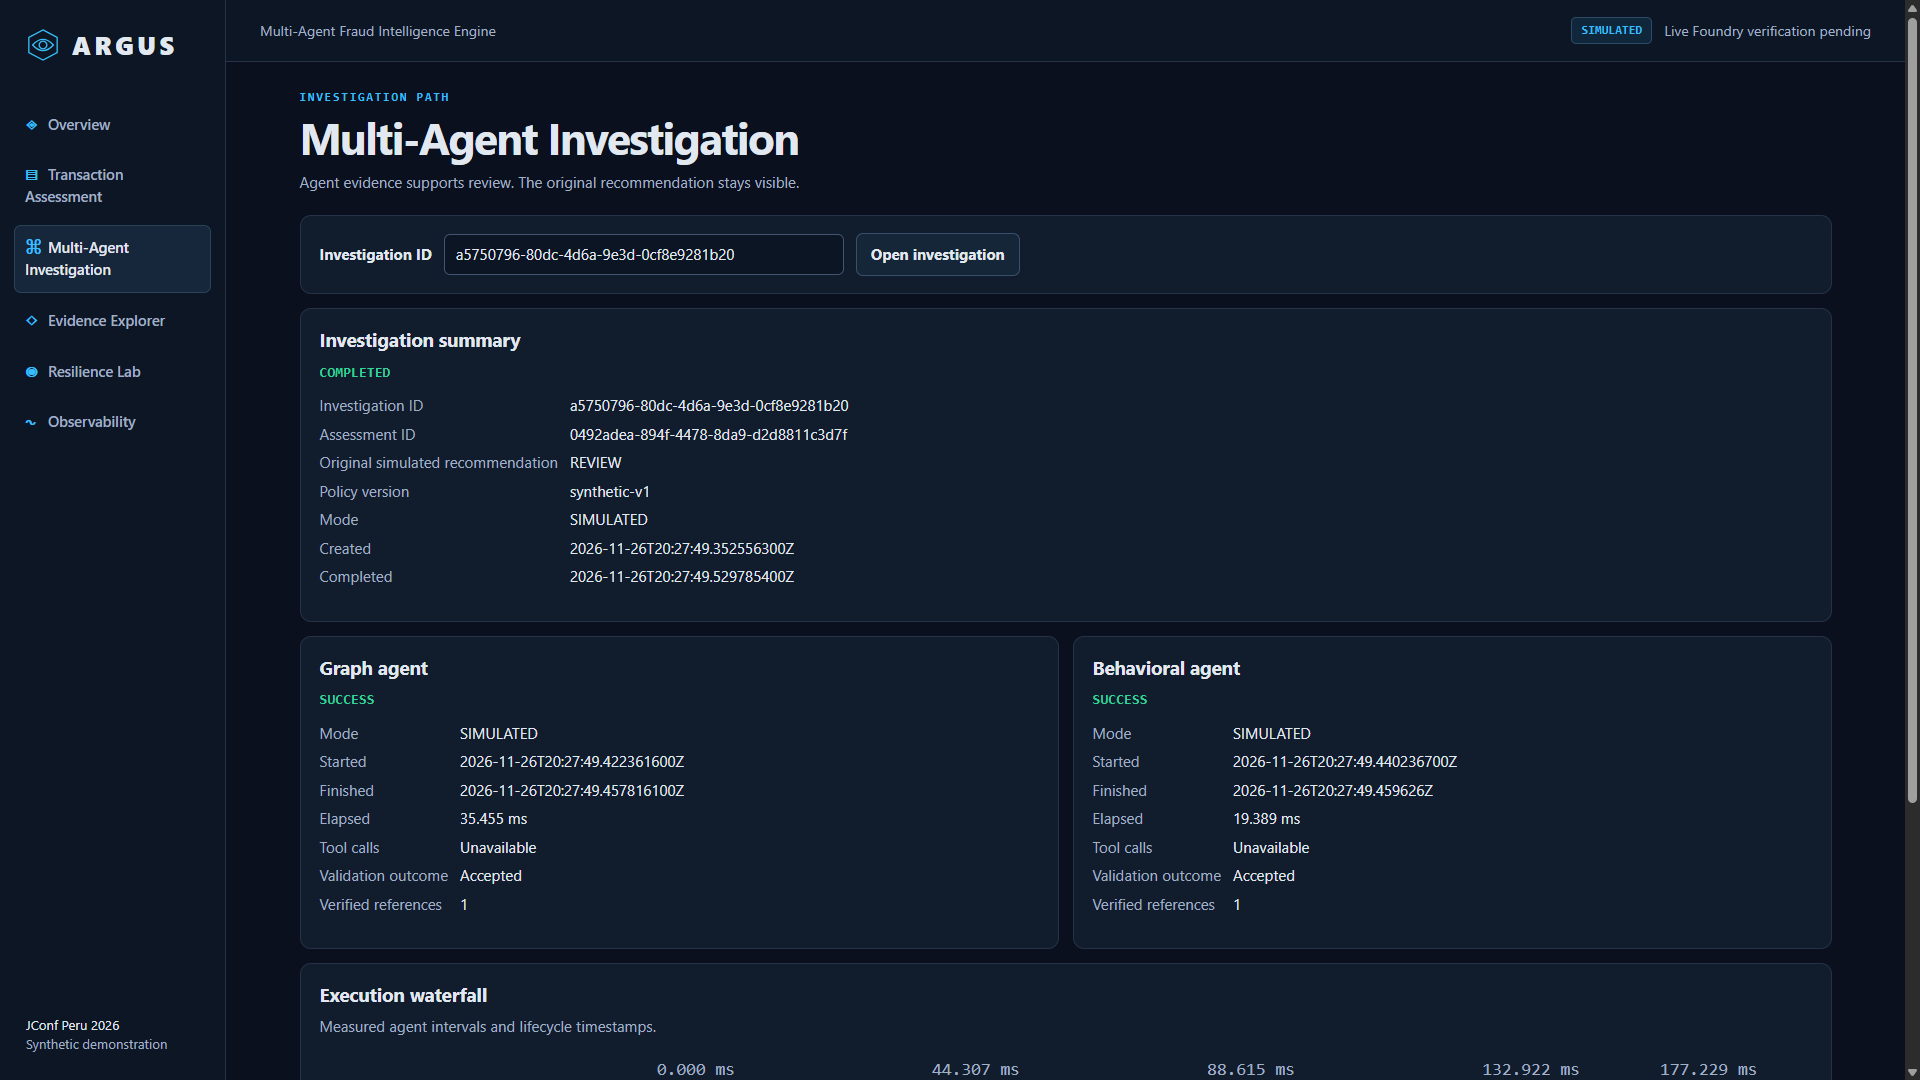 ARGUS
Multi-Agent Fraud Intelligence Engine
SIMULATED
Live Foundry verification pending
Overview
Transaction
Assessment
Multi-Agent
Investigation
Evidence Explorer
Resilience Lab
Observability
JConf Peru 2026
Synthetic demonstration
INVESTIGATION PATH
Multi-Agent Investigation
Agent evidence supports review. The original recommendation stays visible.
Investigation ID a5750796-80dc-4d6a-9e3d-0cf8e9281b20 Open investigation
Investigation summary
COMPLETED
Investigation ID a5750796-80dc-4d6a-9e3d-0cf8e9281b20
Assessment ID 0492adea-894f-4478-8da9-d2d8811c3d7f
Original simulated recommendation REVIEW
Policy version synthetic-v1
Mode SIMULATED
Created 2026-11-26T20:27:49.352556300Z
Completed 2026-11-26T20:27:49.529785400Z
Graph agent
SUCCESS
Mode SIMULATED
Started 2026-11-26T20:27:49.422361600Z
Finished 2026-11-26T20:27:49.457816100Z
Elapsed 35.455 ms
Tool calls Unavailable
Validation outcome Accepted
Verified references 1
Behavioral agent
SUCCESS
Mode SIMULATED
Started 2026-11-26T20:27:49.440236700Z
Finished 2026-11-26T20:27:49.459626Z
Elapsed 19.389 ms
Tool calls Unavailable
Validation outcome Accepted
Verified references 1
Execution waterfall
Measured agent intervals and lifecycle timestamps.
0.000 ms 44.307 ms 88.615 ms 132.922 ms 177.229 ms